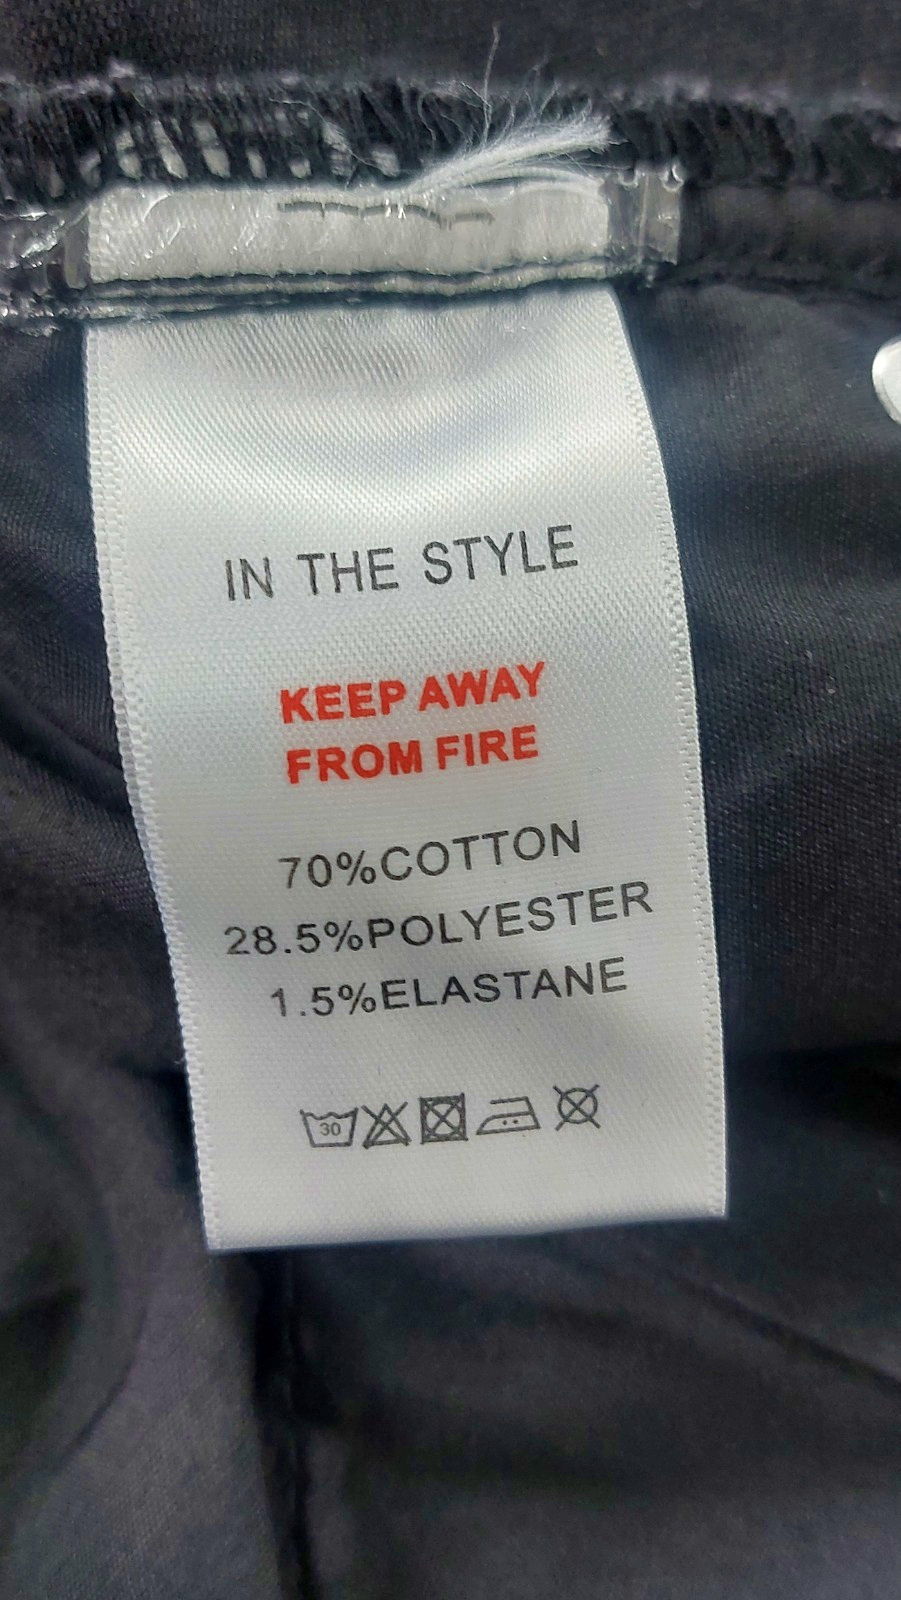 IN THE STYLE
KEEP AWAY
FROM FIRE
70%COTTON
28.5%POLYESTER
1.5%ELASTANE
30